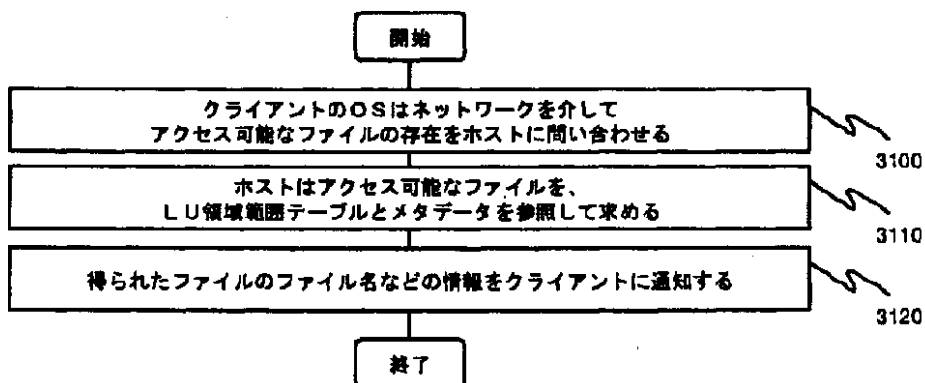 開始
クライアントのOSはネットワークを介して
アクセス可能なファイルの存在をホストに問い合わせる
3100
ホストはアクセス可能なファイルを、
LU領域範囲テーブルとメタデータを参照して求める
3110
得られたファイルのファイル名などの情報をクライアントに通知する
3120
終了